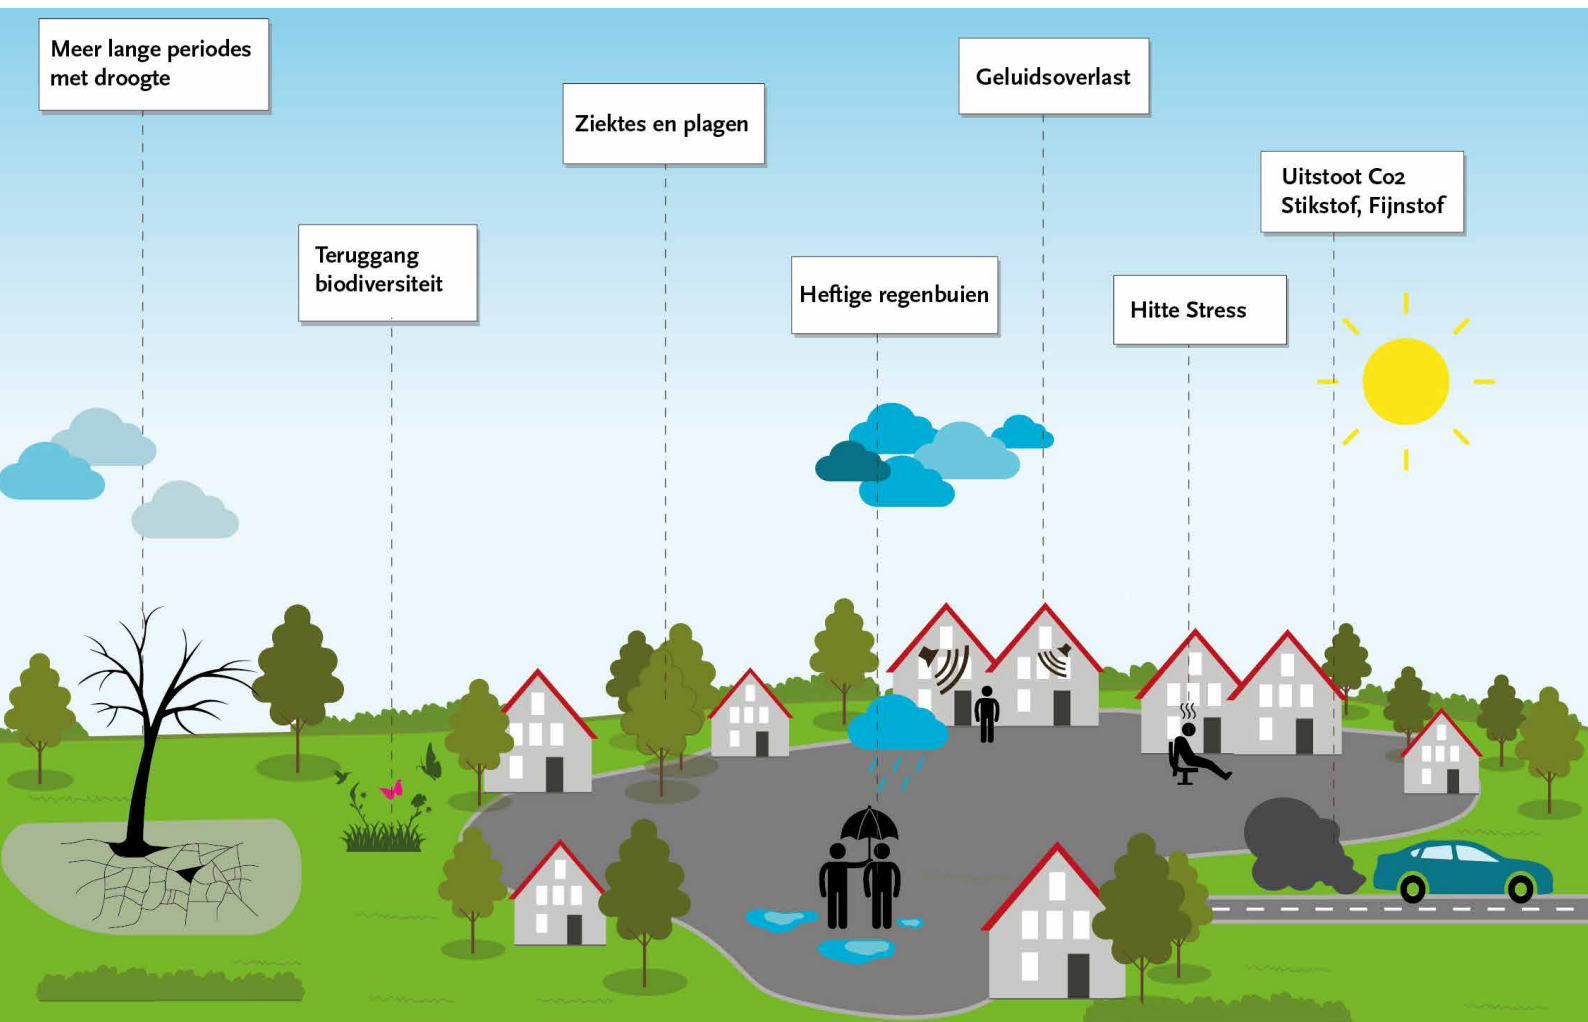 Meer lange periodes
met droogte
Teruggang
biodiversiteit
Ziektes en plagen
Heftige regenbuien
Geluidsoverlast
Hitte Stress
Uitstoot Co2
Stikstof, Fijnstof